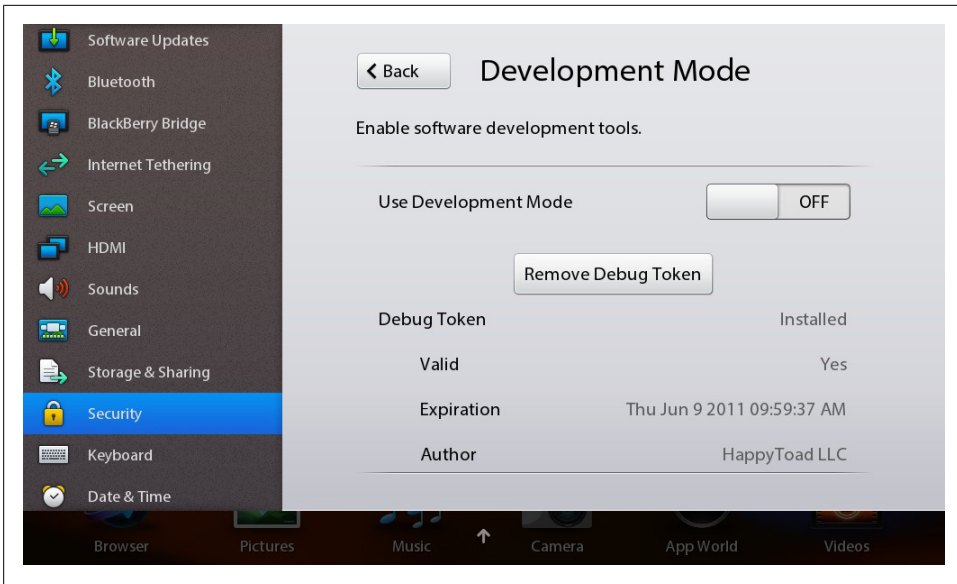 Software Updates
Bluetooth
BlackBerry Bridge
Internet Tethering
Screen
HDMI
Sounds
General
Storage & Sharing
Security
Keyboard
Date & Time
Back
Development Mode
Enable software development tools.
Use Development Mode OFF
Remove Debug Token
Debug Token Installed
Valid Yes
Expiration Thu Jun 9 2011 09:59:37 AM
Author HappyToad LLC
Browser Pictures Music Camera App World Videos